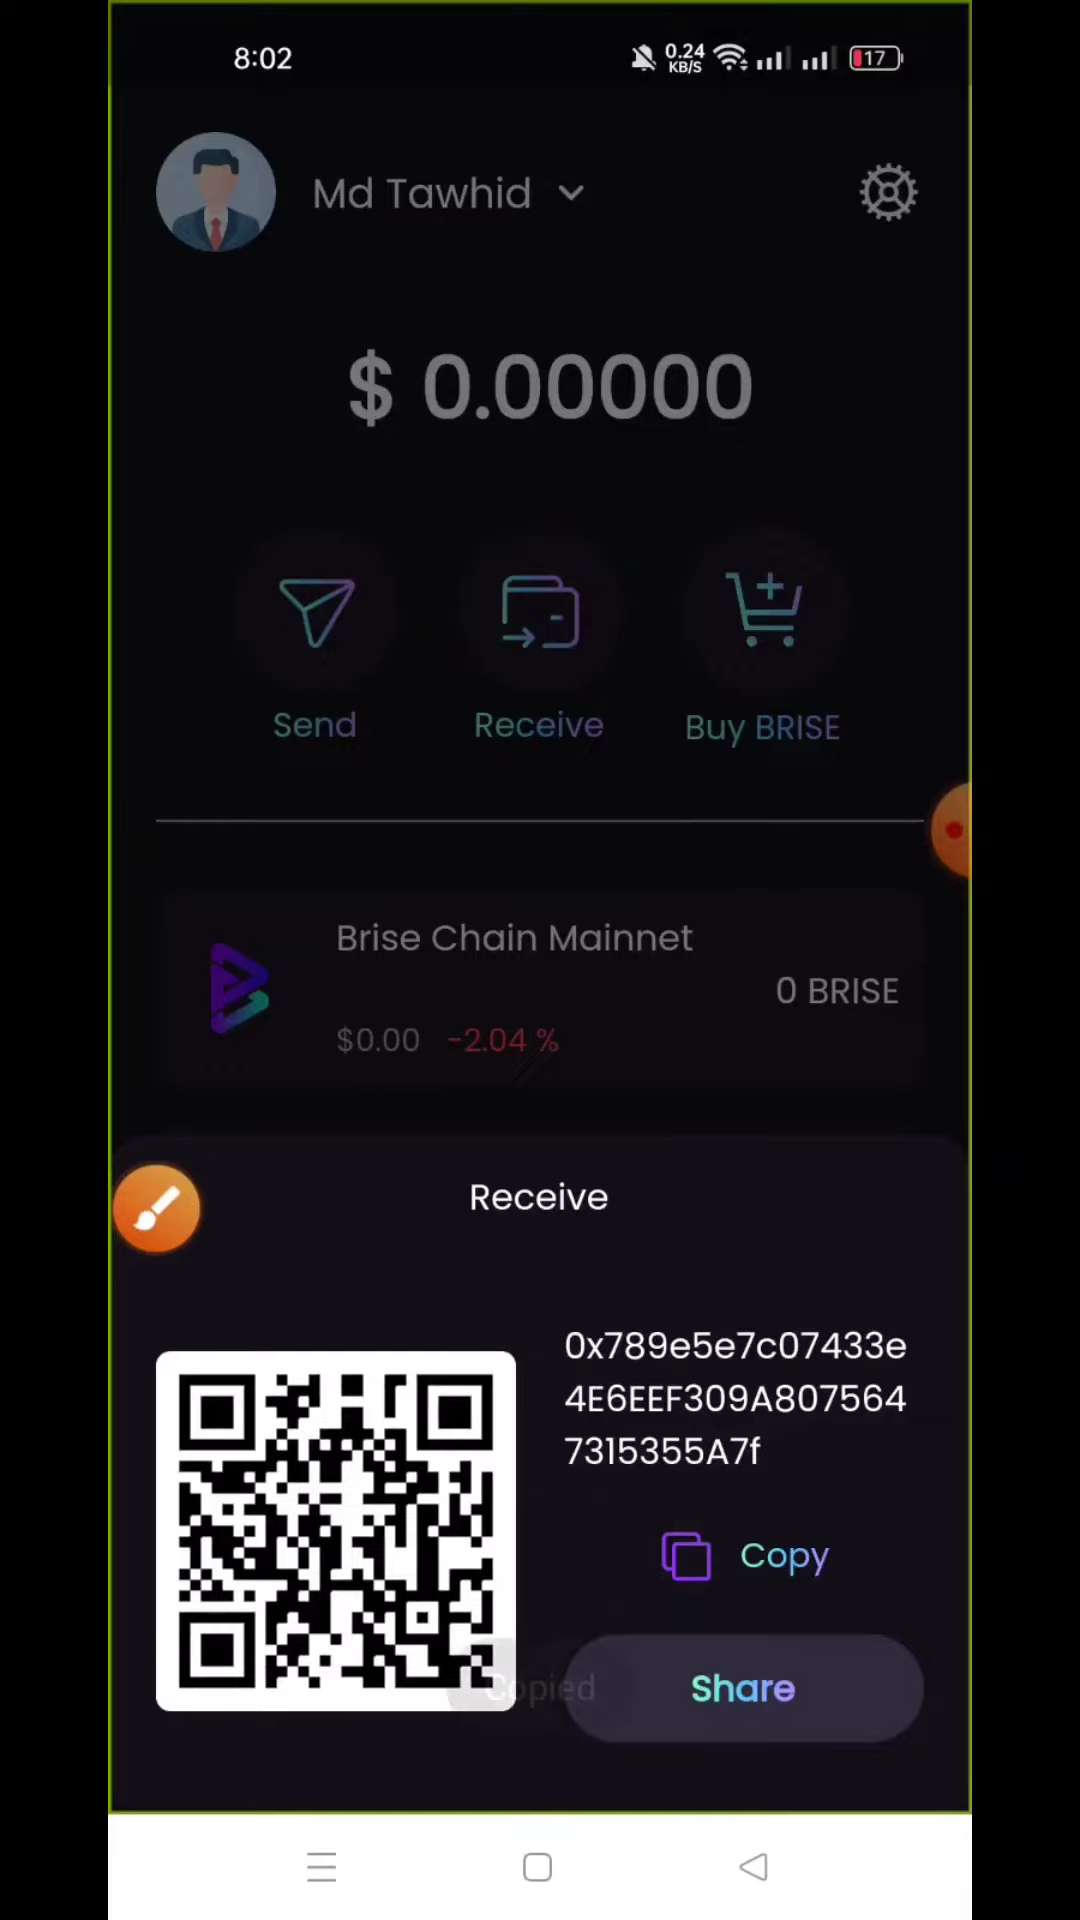 8:02
0.24
KB/S
17
Md Tawhid
$ 0.00000
Send
Receive
Buy BRISE
Brise Chain Mainnet
0 BRISE
$0.00 -2.04 %
Receive
0x789e5e7c07433e
4E6EEF309A807564
7315355A7f
Copy
Copied
Share